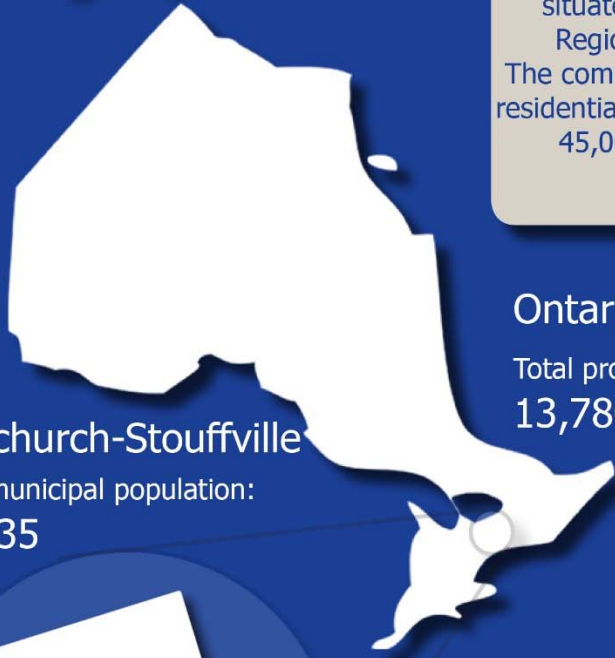 situate
Regio
The com
residentia
45,0
Ontar
Total pro
13,78
church-Stouffville
municipal population:
35